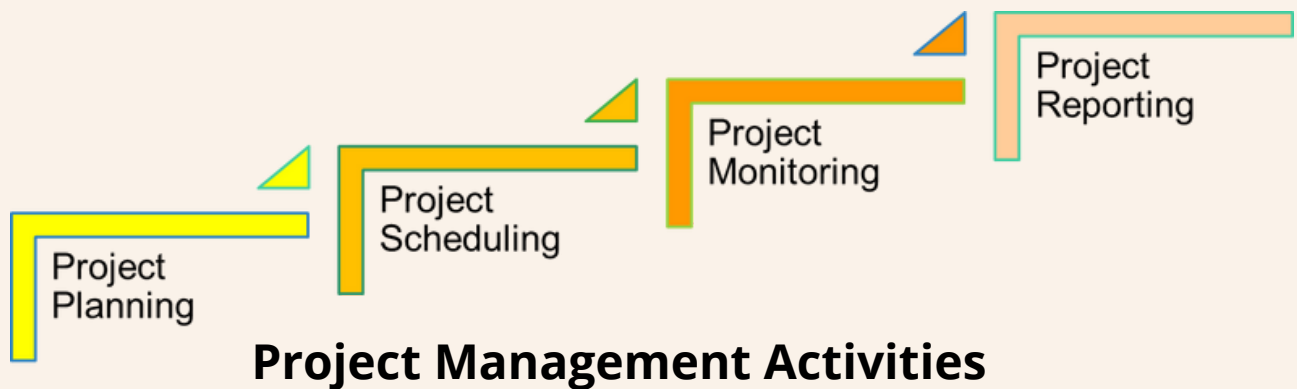 Project
Planning
Project
Scheduling
Project
Monitoring
Project
Reporting
Project Management Activities